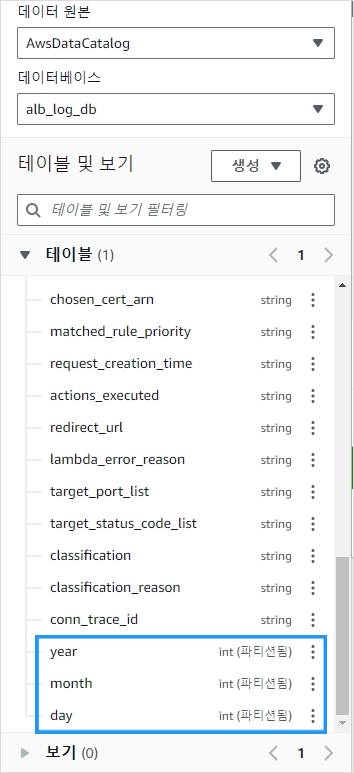 데이터 원본
AwsDataCatalog
데이터베이스
alb_log_db
테이블 및 보기
생성
테이블 및 보기 필터링
테이블 (1)
1
chosen_cert_arn string
matched_rule_priority string
request_creation_time string
actions_executed string
redirect_url string
lambda_error_reason string
target_port_list string
target_status_code_list string
classification string
classification_reason string
conn_trace_id string
year int (파티션됨)
month int (파티션됨)
day int (파티션됨)
보기 (0)
1